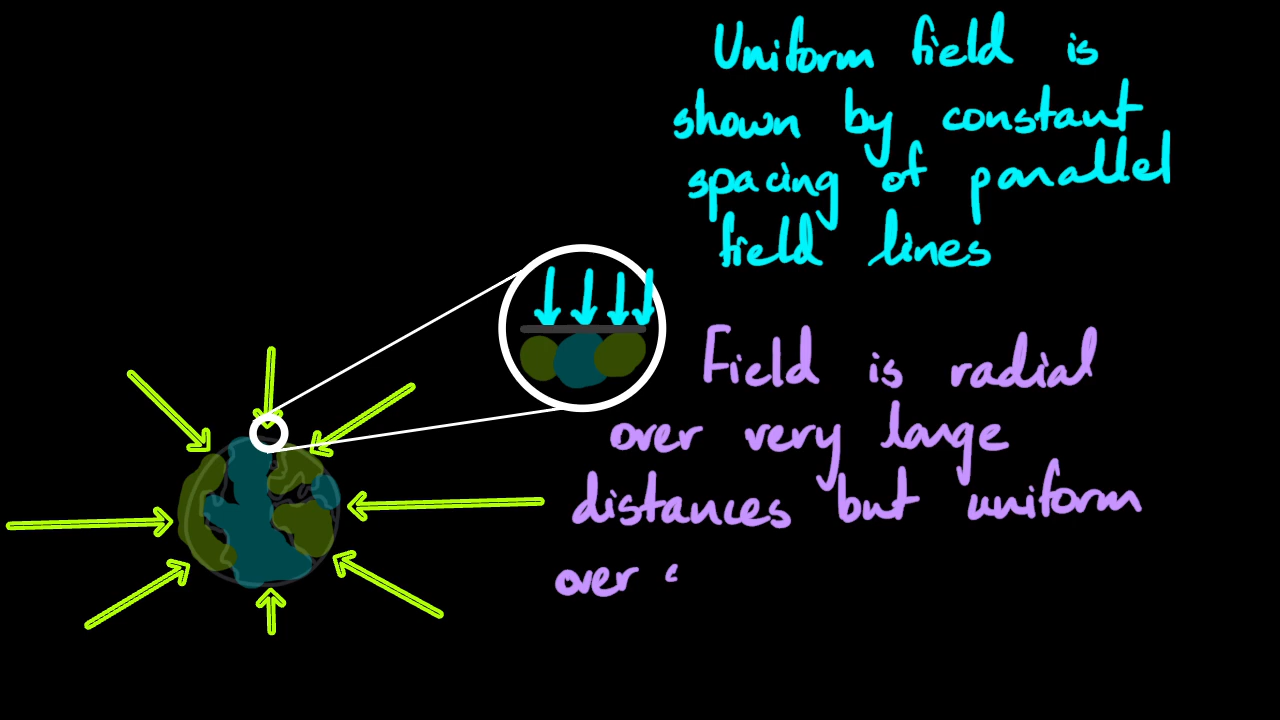 Uniform field is
shown by constant
spacing of parallel
field lines
Field is radial
over very large
distances but uniform
over